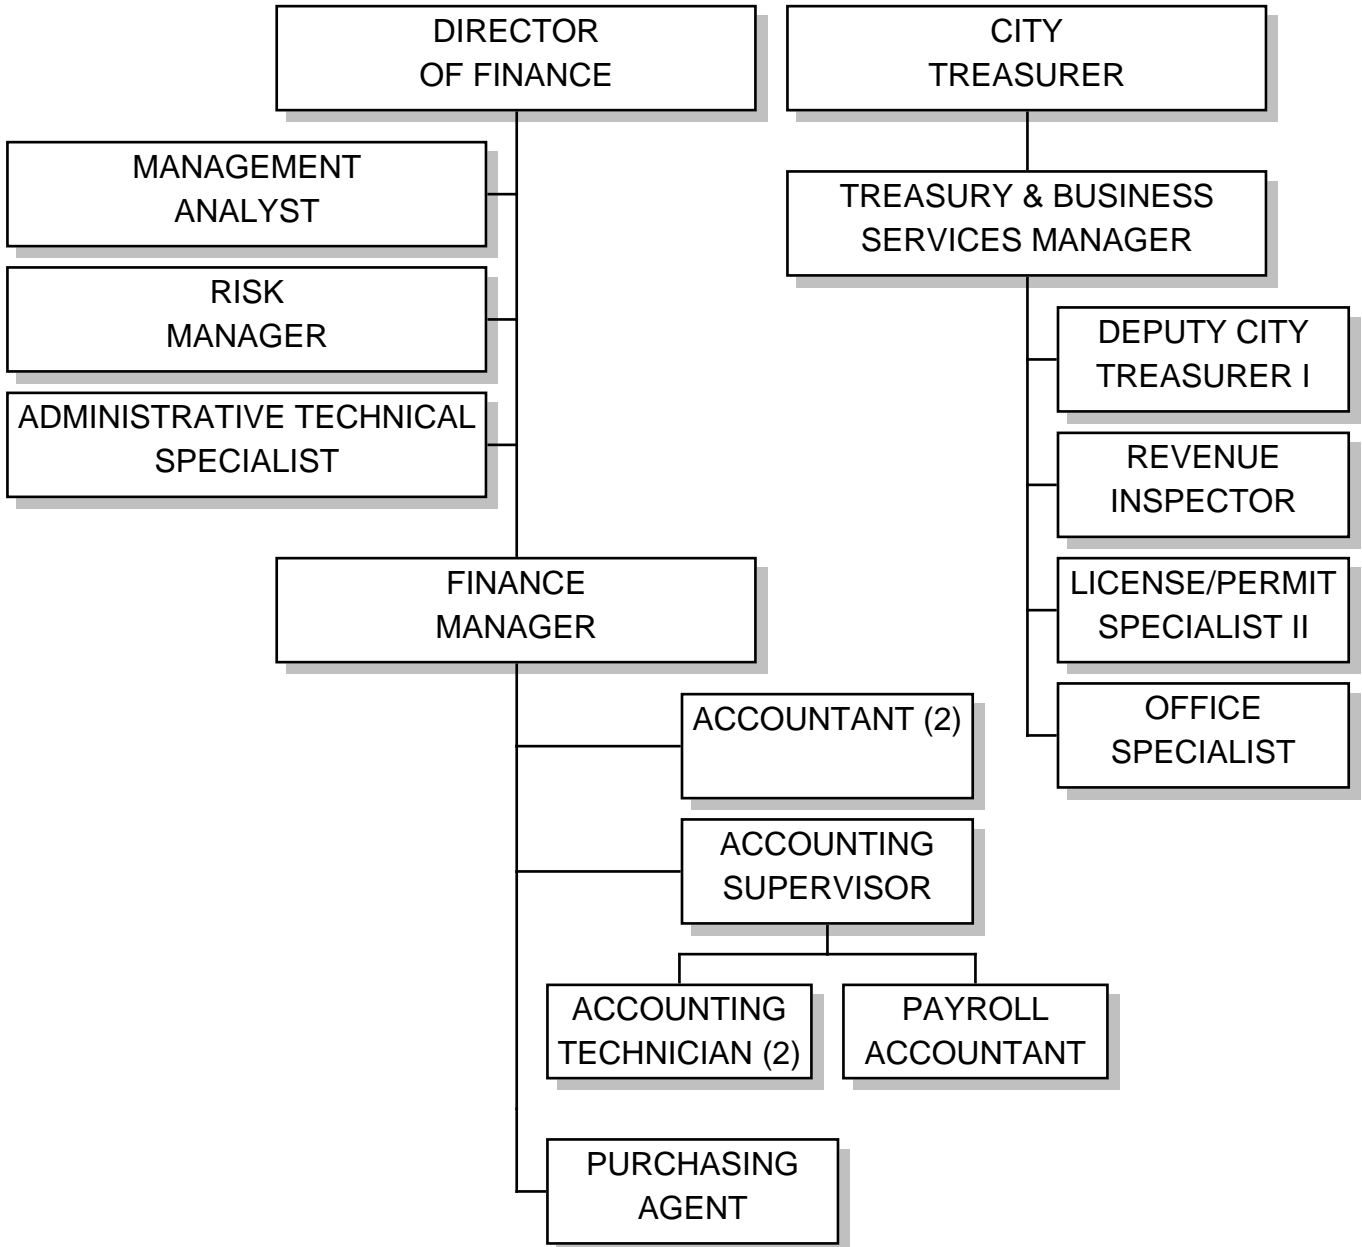 DIRECTOR
OF FINANCE
CITY
TREASURER
MANAGEMENT
ANALYST
TREASURY & BUSINESS
SERVICES MANAGER
RISK
MANAGER
DEPUTY CITY
TREASURER I
ADMINISTRATIVE TECHNICAL
SPECIALIST
REVENUE
INSPECTOR
FINANCE
MANAGER
LICENSE/PERMIT
SPECIALIST II
ACCOUNTANT (2)
OFFICE
SPECIALIST
ACCOUNTING
SUPERVISOR
ACCOUNTING
TECHNICIAN (2)
PAYROLL
ACCOUNTANT
PURCHASING
AGENT